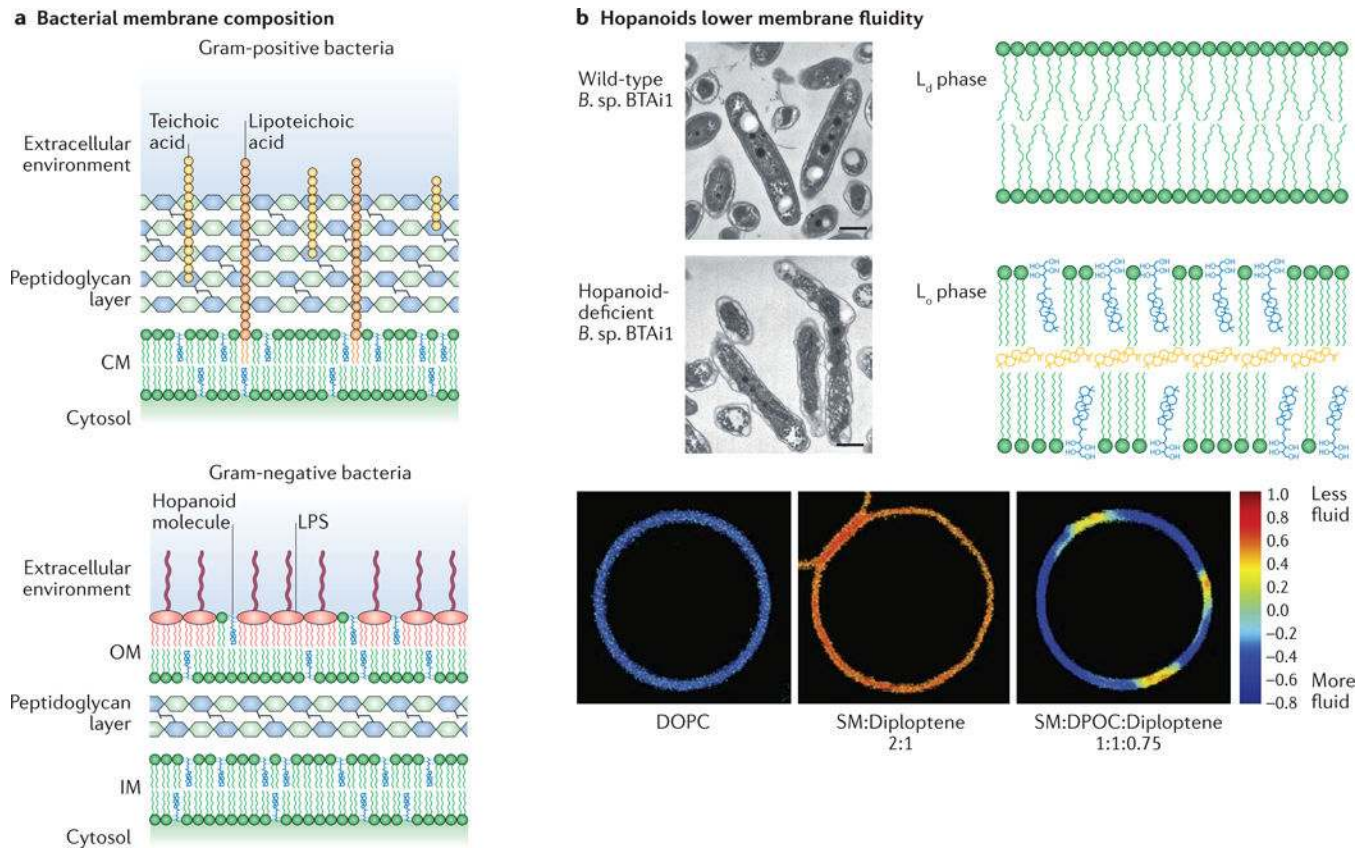 a Bacterial membrane composition
Gram-positive bacteria
Teichoic
acid
Lipoteichoic
acid
Extracellular
environment
Peptidoglycan
layer
CM
Cytosol
Gram-negative bacteria
Hopanoid
molecule
LPS
Extracellular
environment
OM
Peptidoglycan
layer
IM
Cytosol
b Hopanoids lower membrane fluidity
Wild-type
B. sp. BTAi1
Ld phase
Hopanoid-
deficient
B. sp. BTAi1
Lo phase
1.0
0.8
0.6
0.4
0.2
0.0
–0.2
–0.4
–0.6
–0.8
Less
fluid
More
fluid
DOPC
SM:Diploptene
2:1
SM:DPOC:Diploptene
1:1:0.75